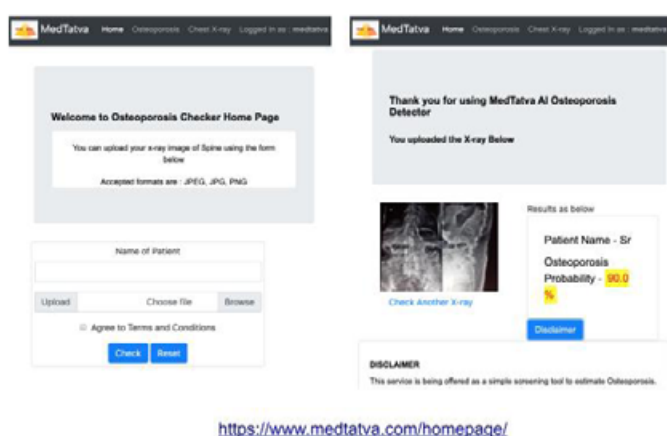 MedTatva Home Osteoporosis Chest X-ray Logged in as : medtatva
Welcome to Osteoporosis Checker Home Page
You can upload your x-ray image of Spine using the form
below
Accepted formats are : JPEG, JPG, PNG
Name of Patient
Upload Choose file Browse
Agree to Terms and Conditions
Check Reset
MedTatva Home Osteoporosis Chest X-ray Logged in as : medtatva
Thank you for using MedTatva AI Osteoporosis
Detector
You uploaded the X-ray Below
Results as below
Patient Name - Sr
Osteoporosis
Probability - 90.0
%
Check Another X-ray
Disclaimer
DISCLAIMER
This service is being offered as a simple screening tool to estimate Osteoporosis.
https://www.medtatva.com/homepage/